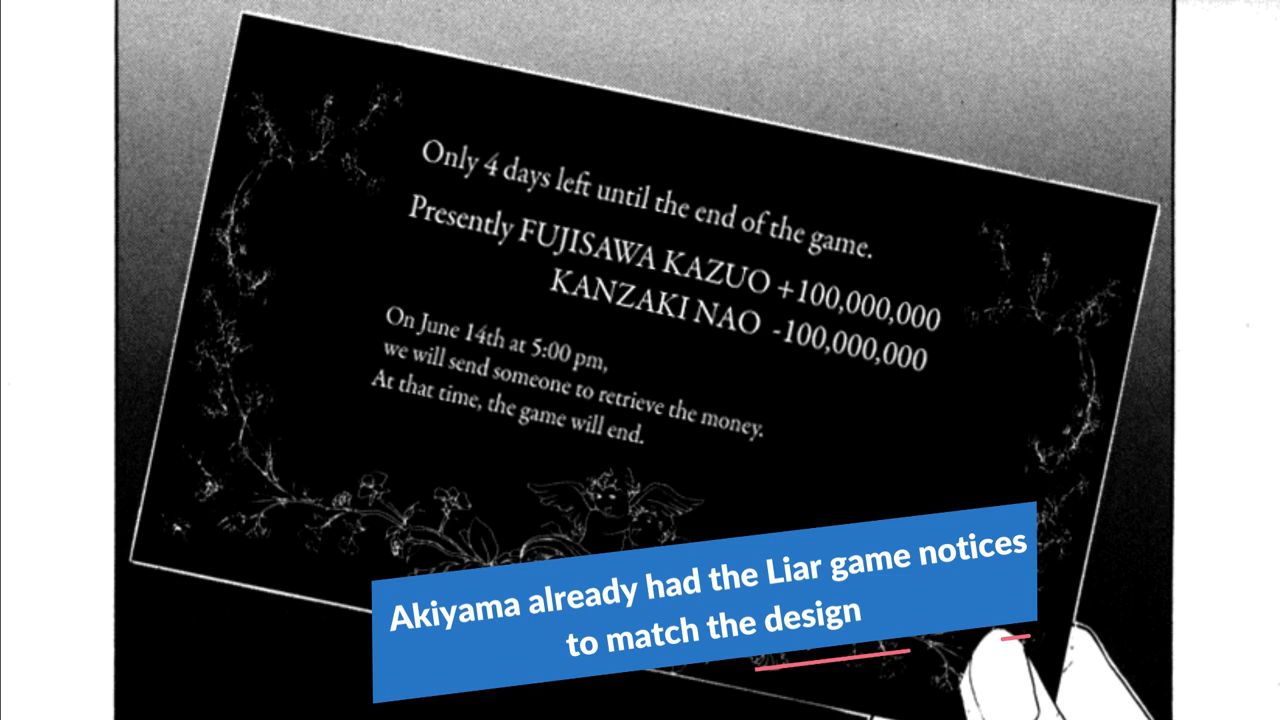 Only 4 days left until the end of the game.
Presently FUJISAWA KAZUO +100,000,000
KANZAKI NAO -100,000,000
On June 14th at 5:00 pm,
we will send someone to retrieve the money.
At that time, the game will end.
Akiyama already had the Liar game notices
to match the design